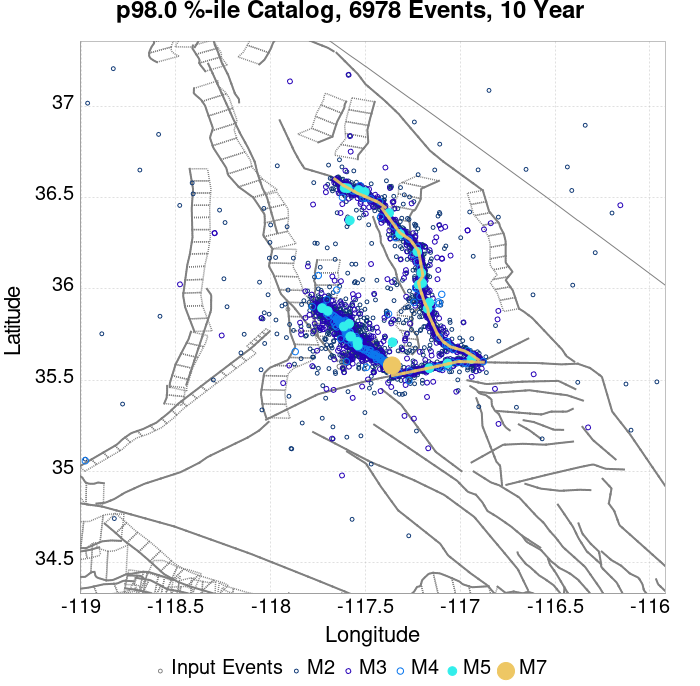 p98.0 %-ile Catalog, 6978 Events, 10 Year
37
36.5
36
35.5
35
34.5
Latitude
-119 -118.5 -118 -117.5 -117 -116.5 -116
Longitude
Input Events M2 M3 M4 M5 M7